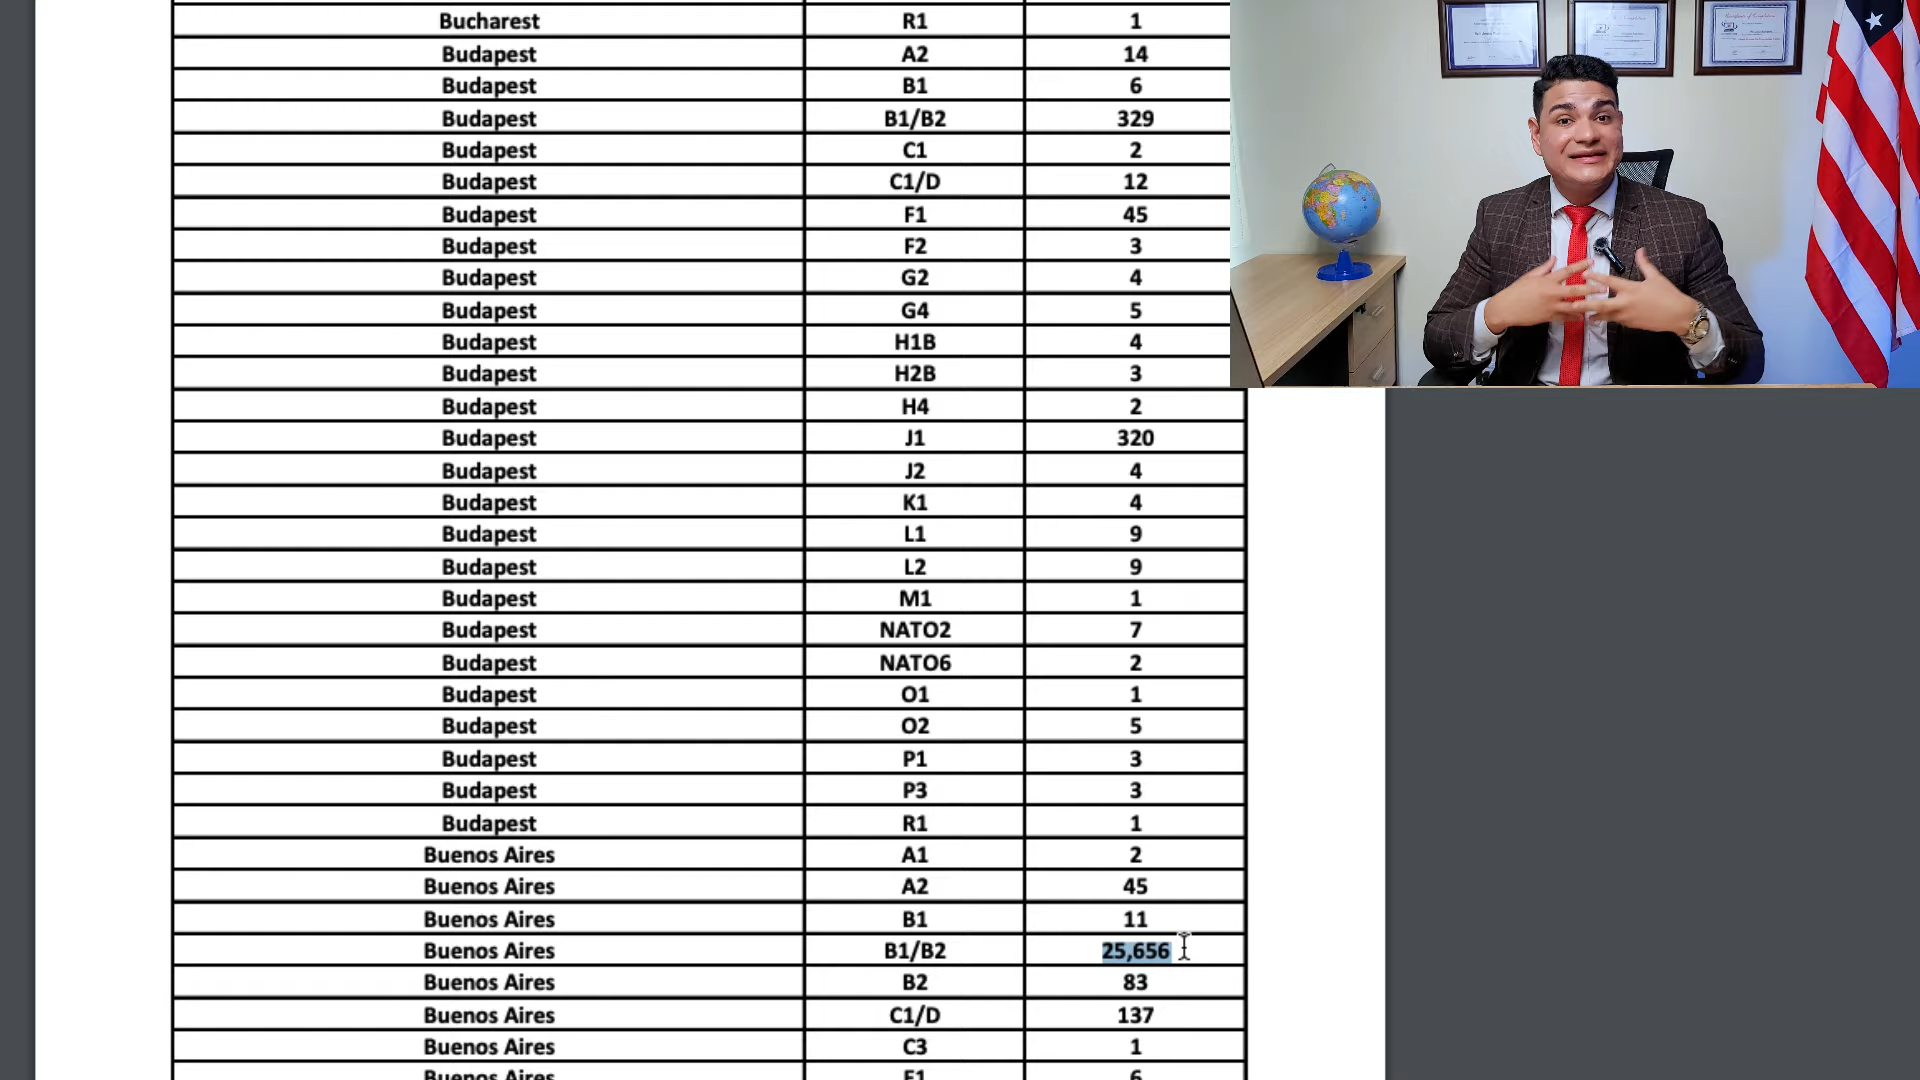 Bucharest R1 1
Budapest A2 14
Budapest B1 6
Budapest B1/B2 329
Budapest C1 2
Budapest C1/D 12
Budapest F1 45
Budapest F2 3
Budapest G2 4
Budapest G4 5
Budapest H1B 4
Budapest H2B 3
Budapest H4 2
Budapest J1 320
Budapest J2 4
Budapest K1 4
Budapest L1 9
Budapest L2 9
Budapest M1 1
Budapest NATO2 7
Budapest NATO6 2
Budapest O1 1
Budapest O2 5
Budapest P1 3
Budapest P3 3
Budapest R1 1
Buenos Aires A1 2
Buenos Aires A2 45
Buenos Aires B1 11
Buenos Aires B1/B2 25,656
Buenos Aires B2 83
Buenos Aires C1/D 137
Buenos Aires C3 1
Buenos Aires